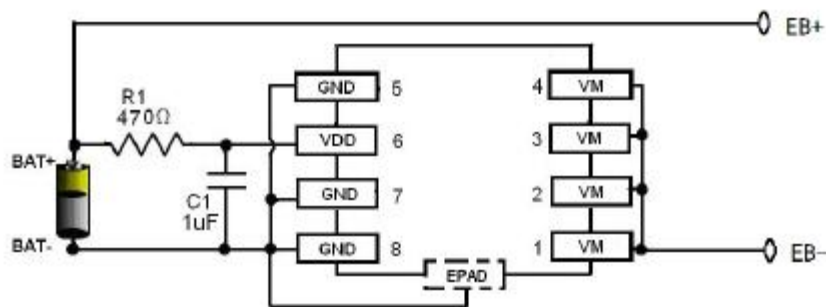 EB+
GND 5 4 VM
R1
470Ω
VDD 6 3 VM
BAT+
C1
1uF
GND 7 2 VM
BAT-
GND 8 1 VM
EB-
EPAD